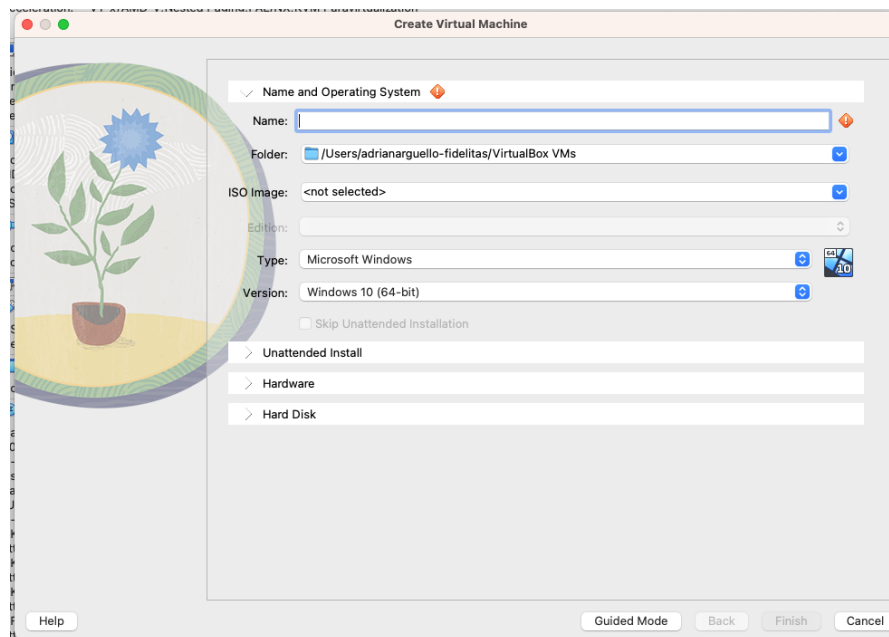 Create Virtual Machine
Name and Operating System
Name:
Folder: /Users/adrianarguello-fidelitas/VirtualBox VMs
ISO Image: <not selected>
Edition:
Type: Microsoft Windows
64
10
Version: Windows 10 (64-bit)
Skip Unattended Installation
Unattended Install
Hardware
Hard Disk
Help Guided Mode Back Finish Cancel